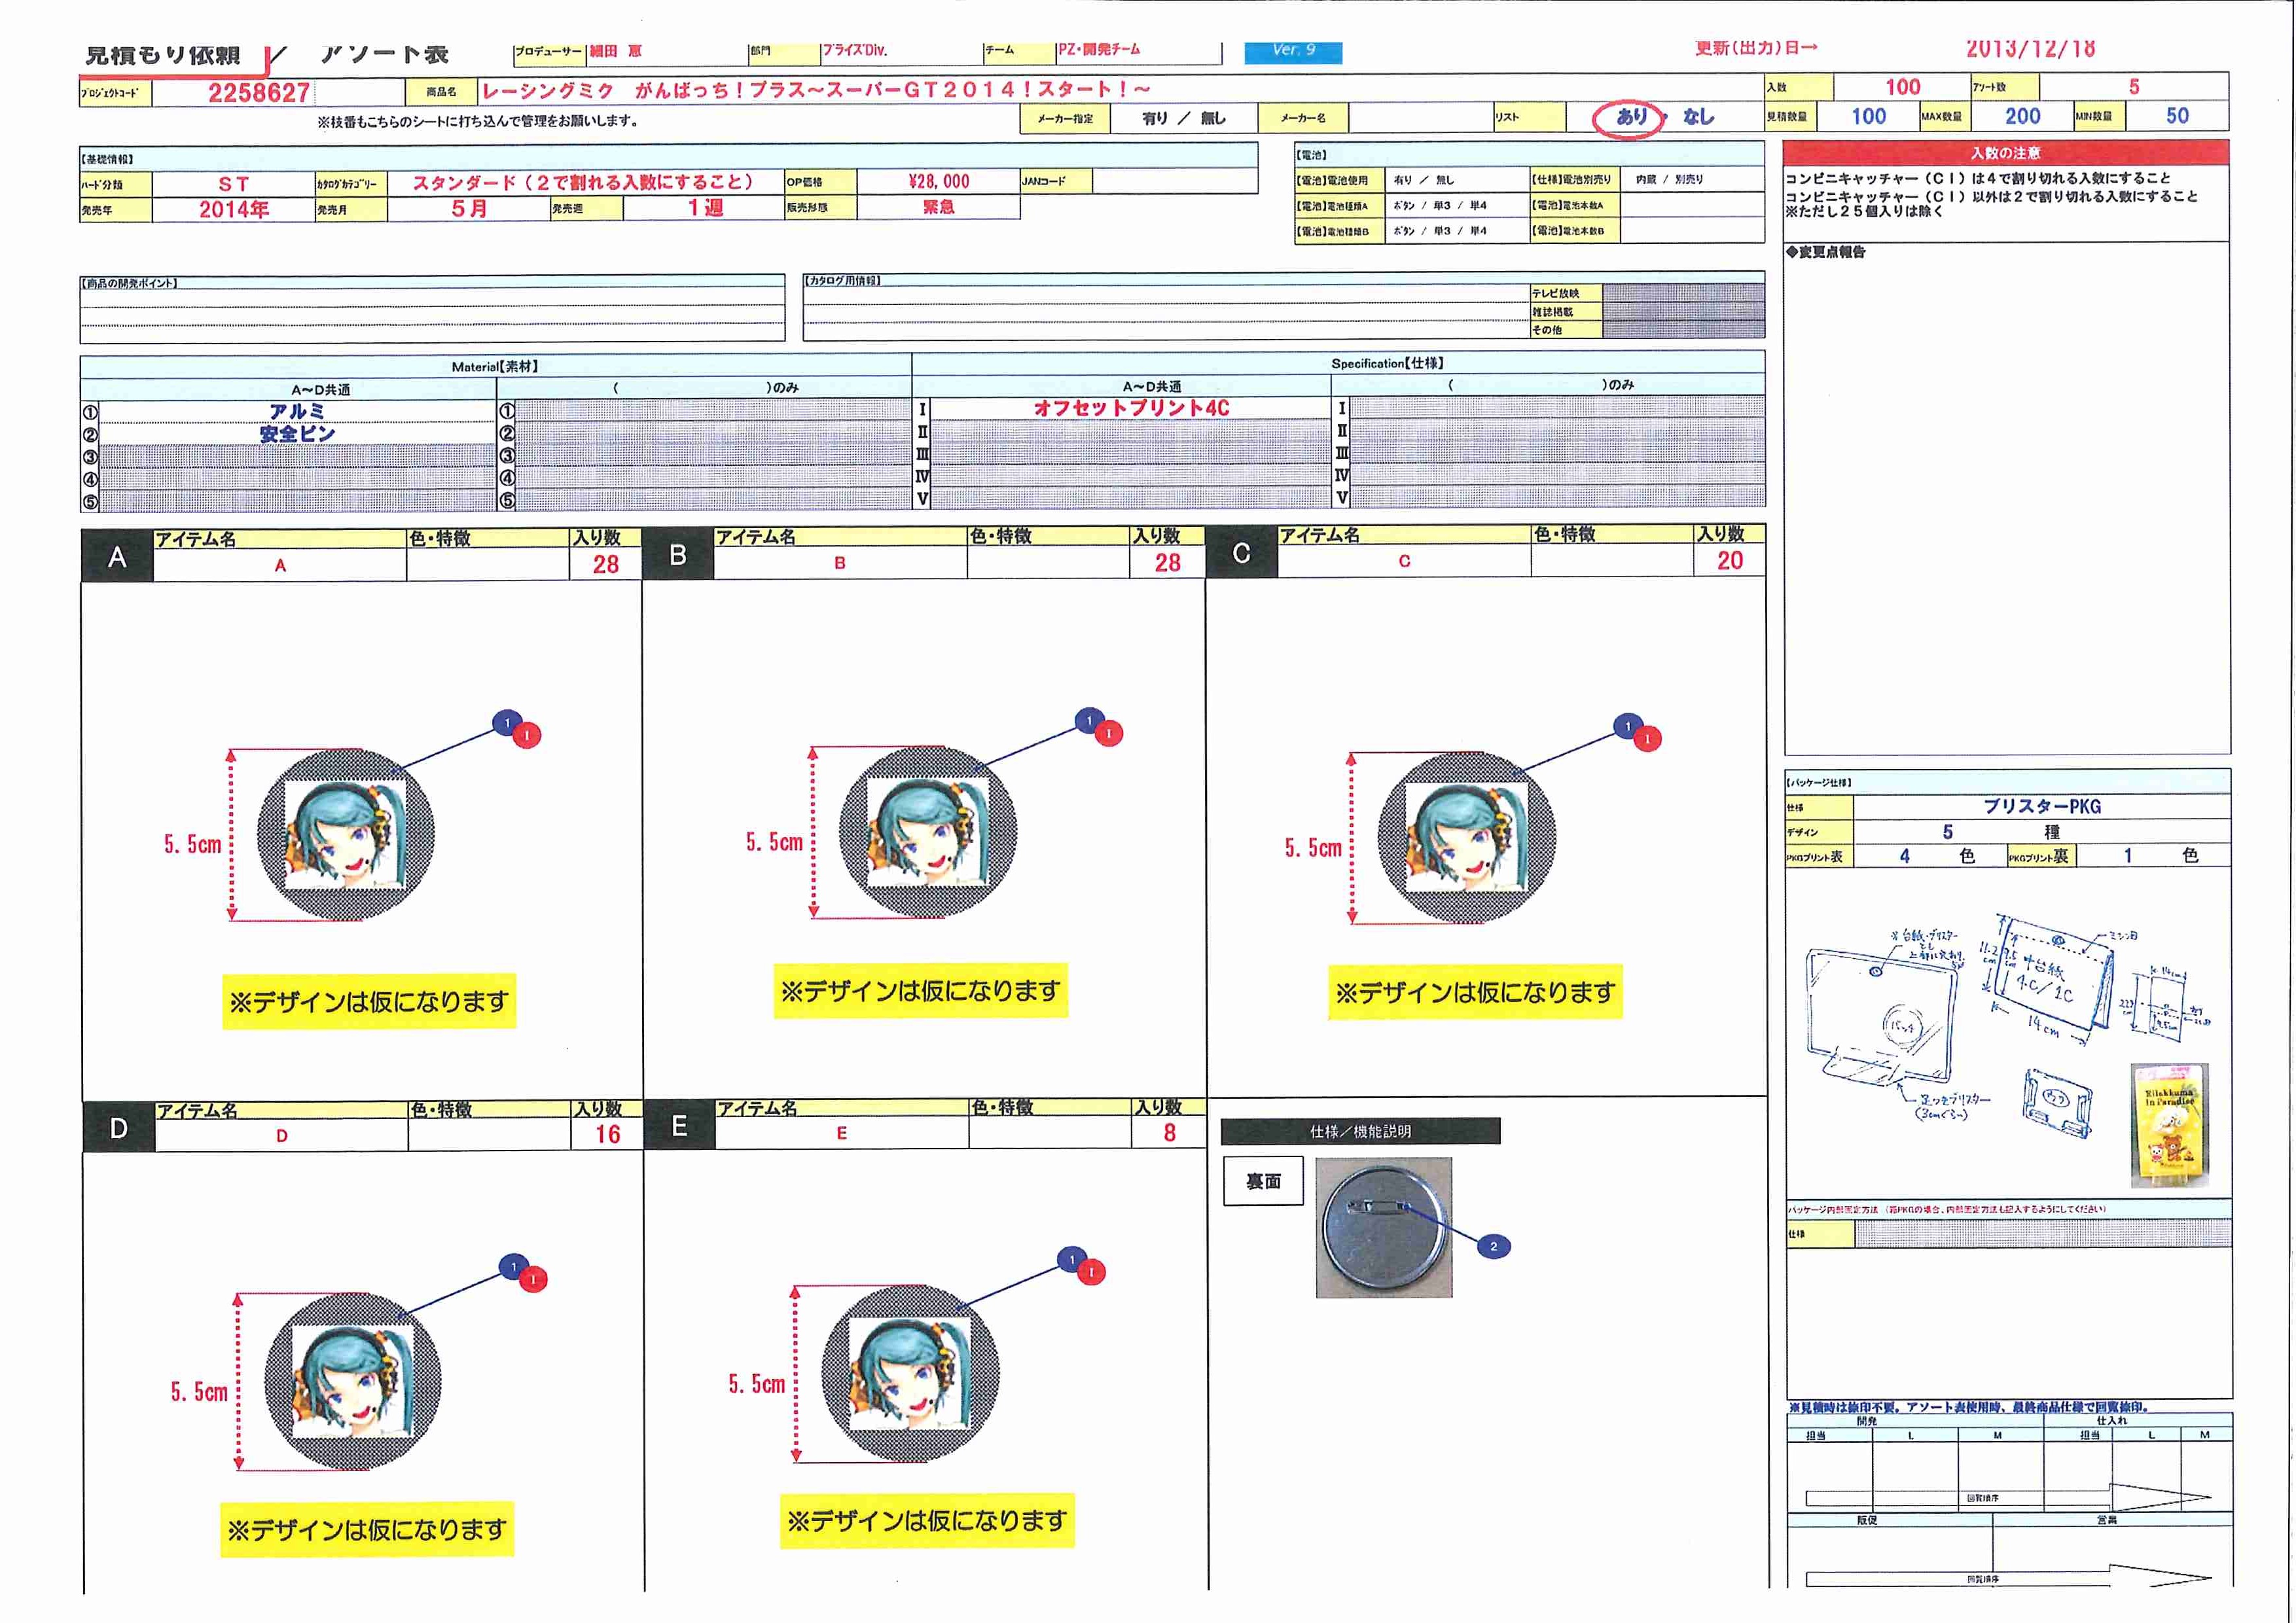 見積もり依頼 / アソート表 プロデューサー 細田 恵 部門 プライズDiv. チーム PZ・開発チーム Ver. 9 更新(出力)日→ 2013/12/18
ﾌﾟﾛｼﾞｪｸﾄｺｰﾄﾞ 2258627 商品名 レーシングミク がんばっち!プラス~スーパーGT2014!スタート!~ 入数 100 ｱｿｰﾄ数 5
※枝番もこちらのシートに打ち込んで管理をお願いします。 メーカー指定 有り / 無し メーカー名 リスト あり ・ なし 見積数量 100 MAX数量 200 MIN数量 50
【基礎情報】
ﾊｰﾄﾞ分類 ST ｶﾀﾛｸﾞｶﾃｺﾞﾘｰ スタンダード(2で割れる入数にすること) OP価格 ¥28,000 JANコード
発売年 2014年 発売月 5月 発売週 1週 販売形態 緊急
【電池】
【電池】電池使用 有り / 無し 【仕様】電池別売り 内蔵 / 別売り
【電池】電池種類A ﾎﾞﾀﾝ / 単3 / 単4 【電池】電池本数A
【電池】電池種類B ﾎﾞﾀﾝ / 単3 / 単4 【電池】電池本数B
入数の注意
コンビニキャッチャー(CI)は4で割り切れる入数にすること
コンビニキャッチャー(CI)以外は2で割り切れる入数にすること
※ただし25個入りは除く
◆変更点報告
【商品の開発ポイント】
【カタログ用情報】
テレビ放映
雑誌掲載
その他
Material【素材】 Specification【仕様】
A~D共通 ( )のみ A~D共通 ( )のみ
① アルミ ① Ⅰ オフセットプリント4C Ⅰ
② 安全ピン ② Ⅱ Ⅱ
③ ③ Ⅲ Ⅲ
④ ④ Ⅳ Ⅳ
⑤ ⑤ Ⅴ Ⅴ
A アイテム名 色・特徴 入り数
A 28
1 I
5.5cm
※デザインは仮になります
B アイテム名 色・特徴 入り数
B 28
1 I
5.5cm
※デザインは仮になります
C アイテム名 色・特徴 入り数
C 20
1 I
5.5cm
※デザインは仮になります
D アイテム名 色・特徴 入り数
D 16
1 I
5.5cm
※デザインは仮になります
E アイテム名 色・特徴 入り数
E 8
1 I
5.5cm
※デザインは仮になります
仕様/機能説明
裏面
2
【パッケージ仕様】
仕様 ブリスターPKG
デザイン 5 種
PKGプリント表 4 色 PKGプリント裏 1 色
※台紙・ブリスター
ミシン目
11.2cm
中台紙
4C/1C
14cm
足つきブリスター
(3cmぐらい)
Rilakkuma
in Paradise
パッケージ内部固定方法 (箱PKGの場合、内部固定方法も記入するようにしてください)
仕様
※見積時は捺印不要。アソート表使用時、最終商品仕様で回覧捺印。
開発 仕入れ
担当 L M 担当 L M
回覧順序
販促 営業
回覧順序